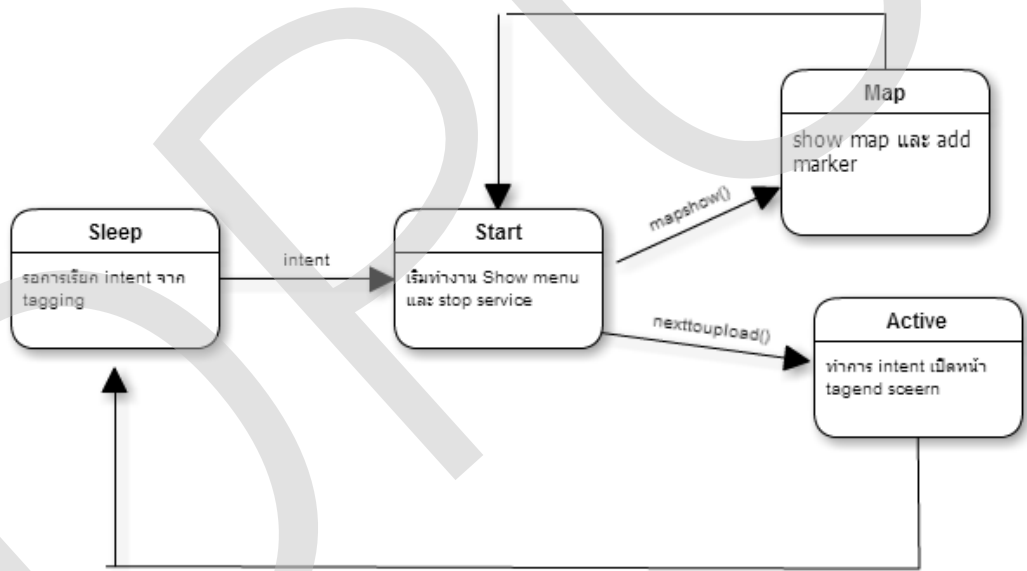 Map
show map และ add
marker
mapshow()
Sleep
รอการเรียก intent จาก
tagging
intent
Start
เริ่มทำงาน Show menu
และ stop service
nexttoupload()
Active
ทำการ intent เปิดหน้า
tagend sceern